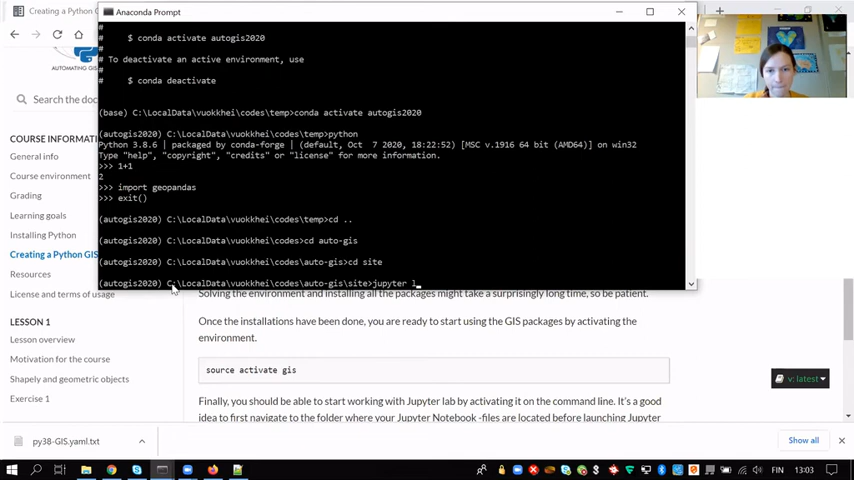 Creating a Python G
Anaconda Prompt
#
# $ conda activate autogis2020
#
# To deactivate an active environment, use
#
# $ conda deactivate
(base) C:\LocalData\vuokkhei\codes\temp>conda activate autogis2020
(autogis2020) C:\LocalData\vuokkhei\codes\temp>python
Python 3.8.6 | packaged by conda-forge | (default, Oct 7 2020, 18:22:52) [MSC v.1916 64 bit (AMD64)] on win32
Type "help", "copyright", "credits" or "license" for more information.
>>> 1+1
2
>>> import geopandas
>>> exit()
(autogis2020) C:\LocalData\vuokkhei\codes\temp>cd ..
(autogis2020) C:\LocalData\vuokkhei\codes>cd auto-gis
(autogis2020) C:\LocalData\vuokkhei\codes\auto-gis>cd site
(autogis2020) C:\LocalData\vuokkhei\codes\auto-gis\site>jupyter l_
AUTOMATING GIS
Search the doc
COURSE INFORMATI
General info
Course environment
Grading
Learning goals
Installing Python
Creating a Python GIS
Resources
License and terms of usage
LESSON 1
Lesson overview
Motivation for the course
Shapely and geometric objects
Exercise 1
Solving the environment and installing all the packages might take a surprisingly long time, so be patient.
Once the installations have been done, you are ready to start using the GIS packages by activating the
environment.
source activate gis
Finally, you should be able to start working with Jupyter lab by activating it on the command line. It's a good
idea to first navigate to the folder where your Jupyter Notebook -files are located before launching Jupyter
v: latest
py38-GIS.yaml.txt
Show all
FIN
13:03